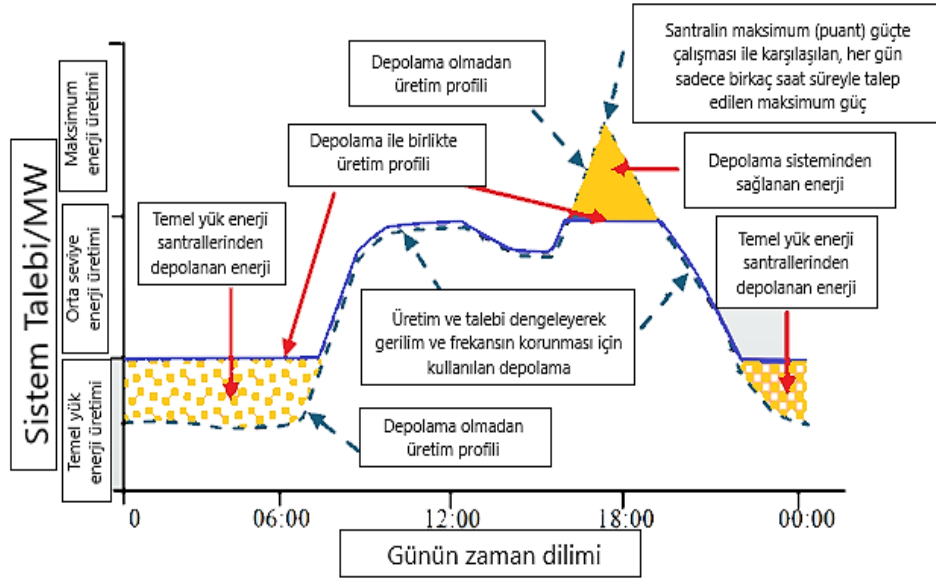 Santralin maksimum (puant) güçte
çalışması ile karşılaşılan, her gün
sadece birkaç saat süreyle talep
edilen maksimum güç
Depolama olmadan
üretim profili
Depolama ile birlikte
üretim profili
Depolama sisteminden
sağlanan enerji
Temel yük enerji
santrallerinden
depolanan enerji
Temel yük enerji
santrallerinden
depolanan enerji
Üretim ve talebi dengeleyerek
gerilim ve frekansın korunması için
kullanılan depolama
Depolama olmadan
üretim profili
Sistem Talebi/MW
Maksimum
enerji üretimi
Orta seviye
enerji üretimi
Temel yük
enerji üretimi
0 06:00 12:00 18:00 00:00
Günün zaman dilimi